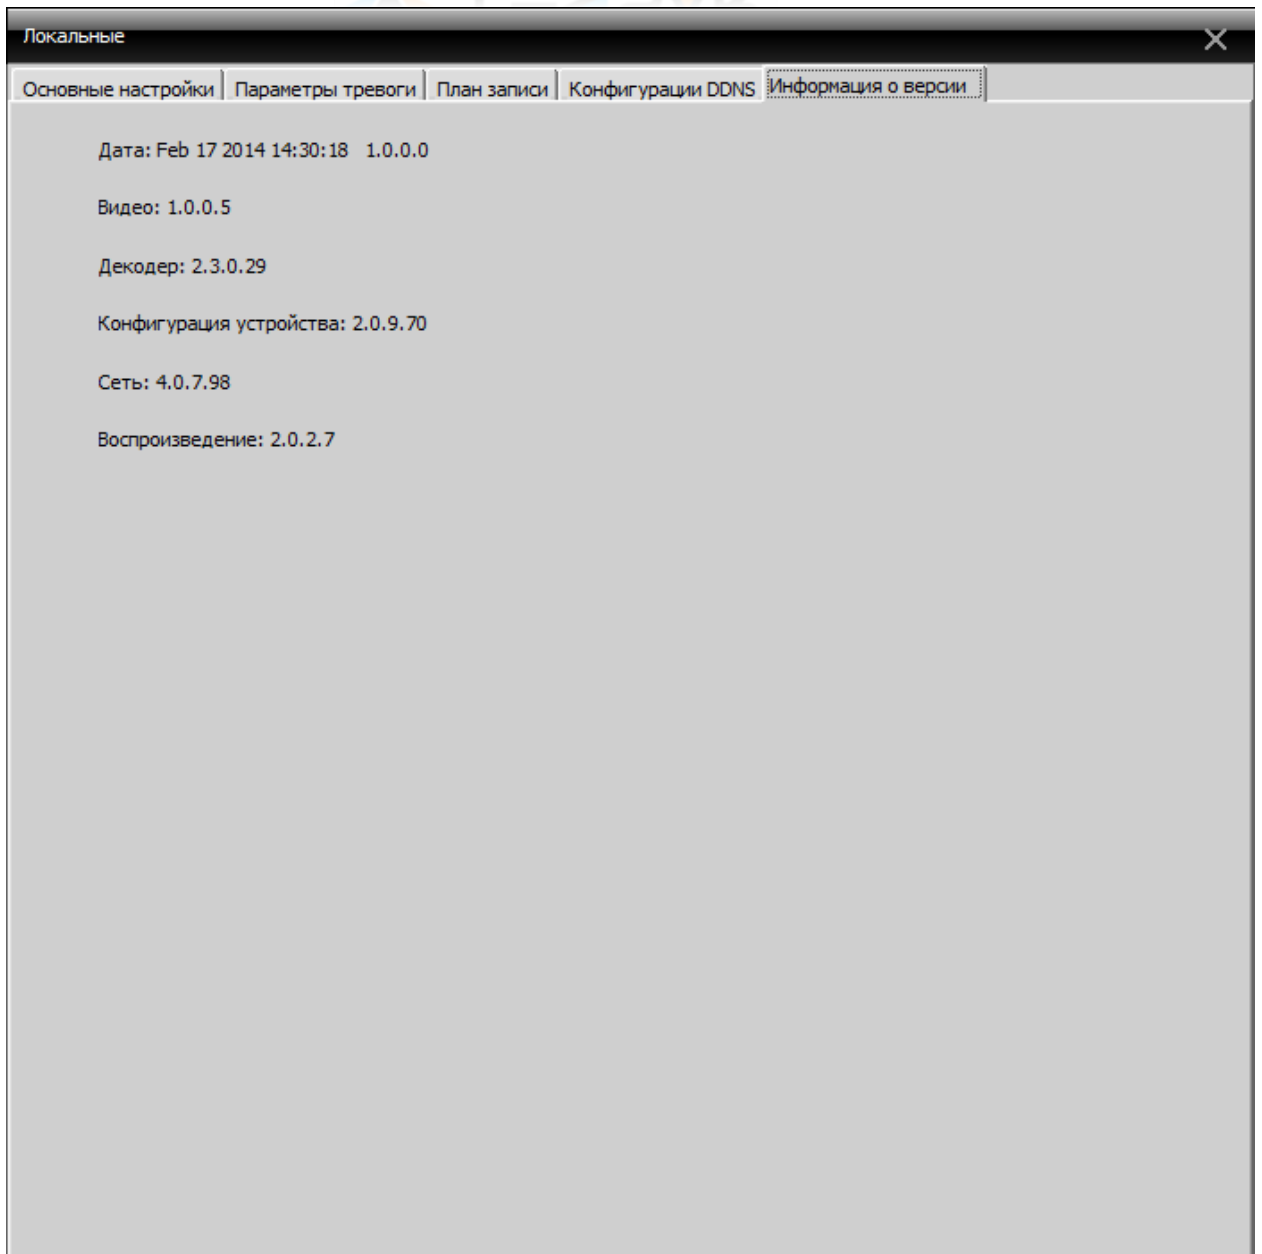 Локальные
Основные настройки Параметры тревоги План записи Конфигурации DDNS Информация о версии
Дата: Feb 17 2014 14:30:18 1.0.0.0
Видео: 1.0.0.5
Декодер: 2.3.0.29
Конфигурация устройства: 2.0.9.70
Сеть: 4.0.7.98
Воспроизведение: 2.0.2.7